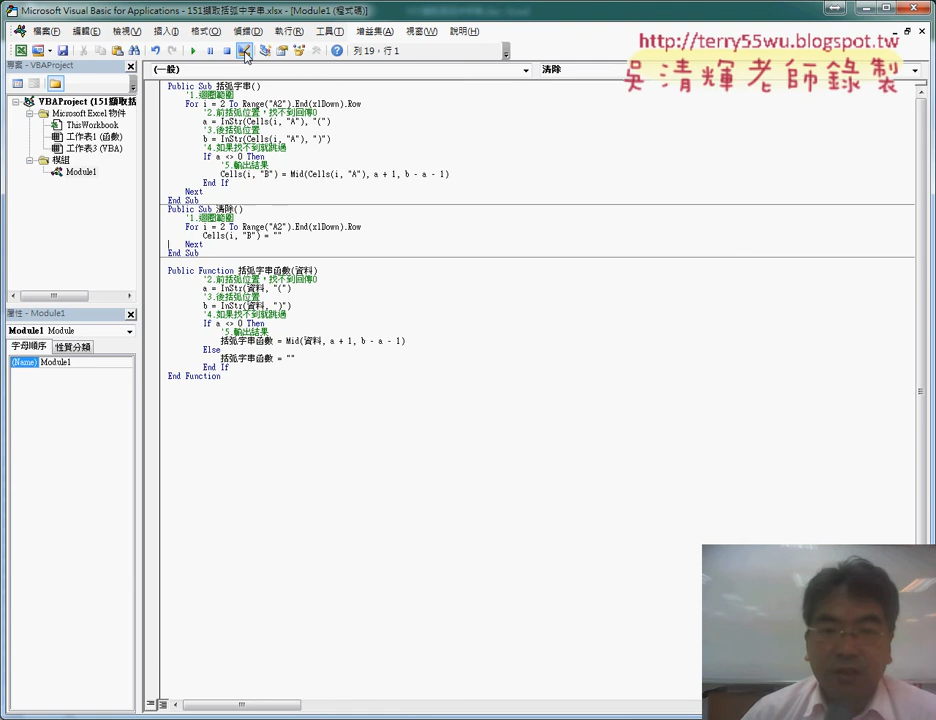 Microsoft Visual Basic for Applications - 151擷取括弧中字串.xlsx - [Module1 (程式碼)]
檔案(F) 編輯(E) 檢視(V) 插入(I) 格式(O) 偵錯(D) 執行(R) 工具(T) 增益集(A) 視窗(W) 說明(H)
http://terry55wu.blogspot.tw
吳清輝老師錄製
列 19，行 1
專案 - VBAProject
(一般)
清除
VBAProject (151擷取括
Microsoft Excel 物件
ThisWorkbook
工作表1 (函數)
工作表3 (VBA)
模組
Module1
屬性 - Module1
Module1 Module
字母順序 性質分類
(Name) Module1
Public Sub 括弧字串()
'1.迴圈範圍
For i = 2 To Range("A2").End(xlDown).Row
'2.前括弧位置，找不到回傳0
a = InStr(Cells(i, "A"), "(")
'3.後括弧位置
b = InStr(Cells(i, "A"), ")")
'4.如果找不到就跳過
If a <> 0 Then
'5.輸出結果
Cells(i, "B") = Mid(Cells(i, "A"), a + 1, b - a - 1)
End If
Next
End Sub
Public Sub 清除()
'1.迴圈範圍
For i = 2 To Range("A2").End(xlDown).Row
Cells(i, "B") = ""
Next
End Sub
Public Function 括弧字串函數(資料)
'2.前括弧位置，找不到回傳0
a = InStr(資料, "(")
'3.後括弧位置
b = InStr(資料, ")")
'4.如果找不到就跳過
If a <> 0 Then
'5.輸出結果
括弧字串函數 = Mid(資料, a + 1, b - a - 1)
Else
括弧字串函數 = ""
End If
End Function